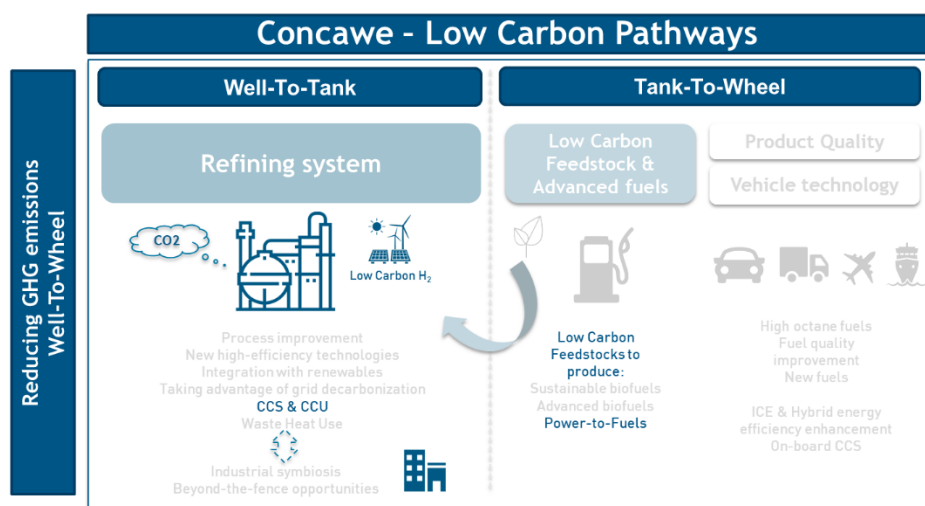 Concawe - Low Carbon Pathways
Reducing GHG emissions
Well-To-Wheel
Well-To-Tank
Refining system
CO2
Low Carbon H₂
Process improvement
New high-efficiency technologies
Integration with renewables
Taking advantage of grid decarbonization
CCS & CCU
Waste Heat Use
Industrial symbiosis
Beyond-the-fence opportunities
Tank-To-Wheel
Low Carbon
Feedstock &
Advanced fuels
Low Carbon
Feedstocks to
produce:
Sustainable biofuels
Advanced biofuels
Power-to-Fuels
Product Quality
Vehicle technology
High octane fuels
Fuel quality
improvement
New fuels
ICE & Hybrid energy
efficiency enhancement
On-board CCS